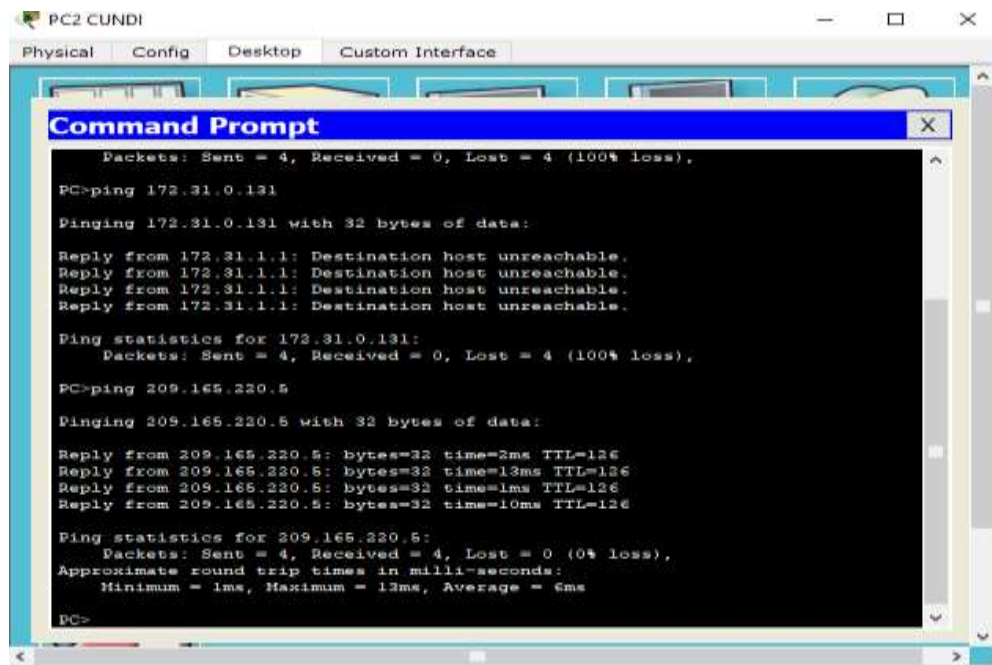 PC2 CUNDI
Physical Config Desktop Custom Interface
Command Prompt
X
Packets: Sent = 4, Received = 0, Lost = 4 (100% loss),
PC>ping 172.31.0.131
Pinging 172.31.0.131 with 32 bytes of data:
Reply from 172.31.1.1: Destination host unreachable.
Reply from 172.31.1.1: Destination host unreachable.
Reply from 172.31.1.1: Destination host unreachable.
Reply from 172.31.1.1: Destination host unreachable.
Ping statistics for 172.31.0.131:
Packets: Sent = 4, Received = 0, Lost = 4 (100% loss),
PC>ping 209.165.220.5
Pinging 209.165.220.5 with 32 bytes of data:
Reply from 209.165.220.5: bytes=32 time=2ms TTL=126
Reply from 209.165.220.5: bytes=32 time=13ms TTL=126
Reply from 209.165.220.5: bytes=32 time=1ms TTL=126
Reply from 209.165.220.5: bytes=32 time=10ms TTL=126
Ping statistics for 209.165.220.5:
Packets: Sent = 4, Received = 4, Lost = 0 (0% loss),
Approximate round trip times in milli-seconds:
Minimum = 1ms, Maximum = 13ms, Average = 6ms
PC>